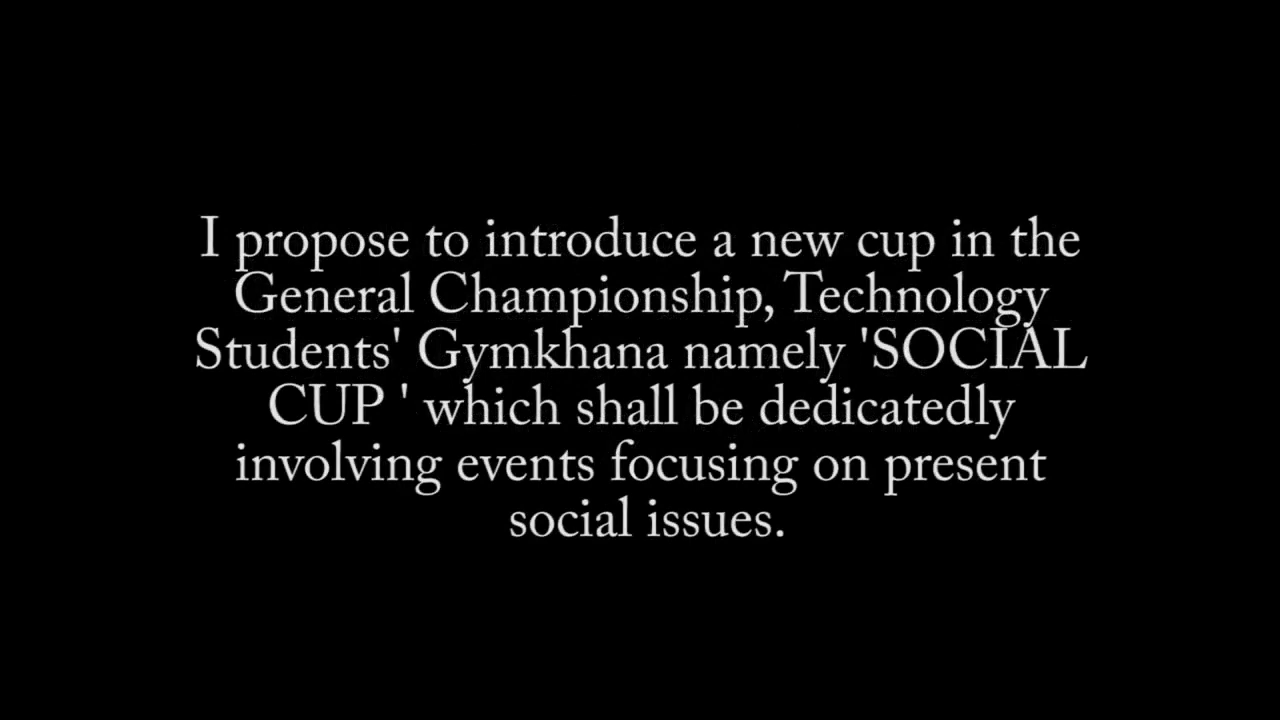 I propose to introduce a new cup in the
General Championship, Technology
Students' Gymkhana namely 'SOCIAL
CUP ' which shall be dedicatedly
involving events focusing on present
social issues.